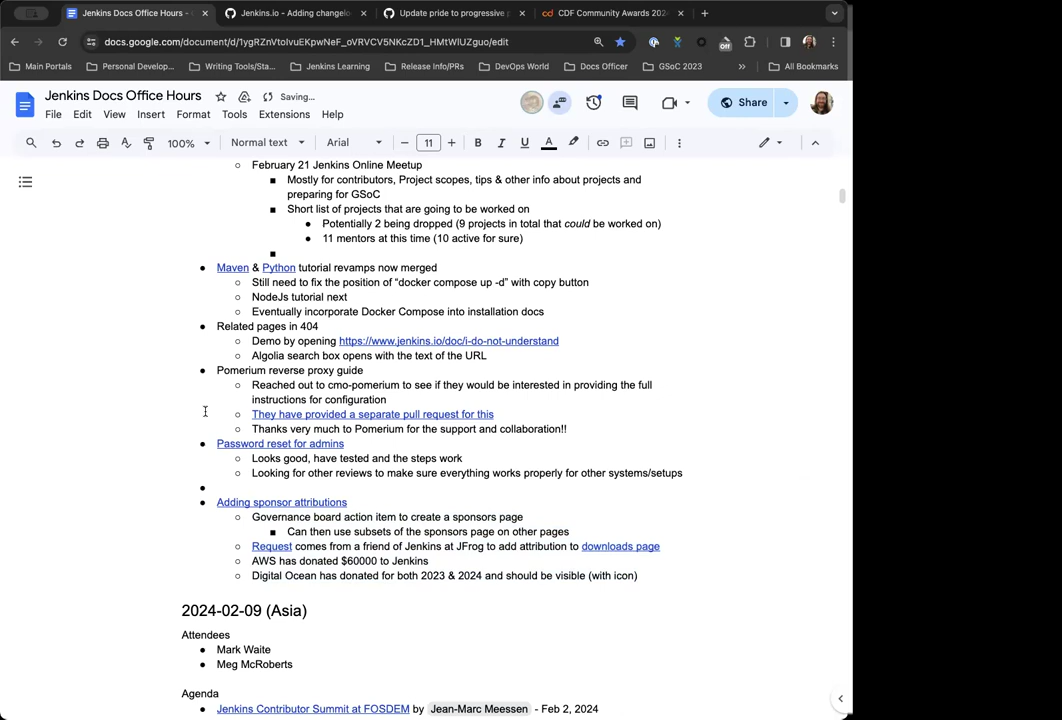 Jenkins Docs Office Hours -
Jenkins.io - Adding changelo
Update pride to progressive p
CDF Community Awards 202
docs.google.com/document/d/1ygRZnVtoIvuEKpwNeF_oVRVCV5NKcZD1_HMtWIUZguo/edit
Off
Main Portals
Personal Develop...
Writing Tools/Sta...
Jenkins Learning
Release Info/PRs
DevOps World
Docs Officer
GSoC 2023
All Bookmarks
Jenkins Docs Office Hours
Saving...
File Edit View Insert Format Tools Extensions Help
Share
100%
Normal text
Arial
11
February 21 Jenkins Online Meetup
Mostly for contributors, Project scopes, tips & other info about projects and
preparing for GSoC
Short list of projects that are going to be worked on
Potentially 2 being dropped (9 projects in total that could be worked on)
11 mentors at this time (10 active for sure)
Maven & Python tutorial revamps now merged
Still need to fix the position of “docker compose up -d” with copy button
NodeJs tutorial next
Eventually incorporate Docker Compose into installation docs
Related pages in 404
Demo by opening https://www.jenkins.io/doc/i-do-not-understand
Algolia search box opens with the text of the URL
Pomerium reverse proxy guide
Reached out to cmo-pomerium to see if they would be interested in providing the full
instructions for configuration
They have provided a separate pull request for this
Thanks very much to Pomerium for the support and collaboration!!
Password reset for admins
Looks good, have tested and the steps work
Looking for other reviews to make sure everything works properly for other systems/setups
Adding sponsor attributions
Governance board action item to create a sponsors page
Can then use subsets of the sponsors page on other pages
Request comes from a friend of Jenkins at JFrog to add attribution to downloads page
AWS has donated $60000 to Jenkins
Digital Ocean has donated for both 2023 & 2024 and should be visible (with icon)
2024-02-09 (Asia)
Attendees
Mark Waite
Meg McRoberts
Agenda
Jenkins Contributor Summit at FOSDEM by Jean-Marc Meessen - Feb 2, 2024